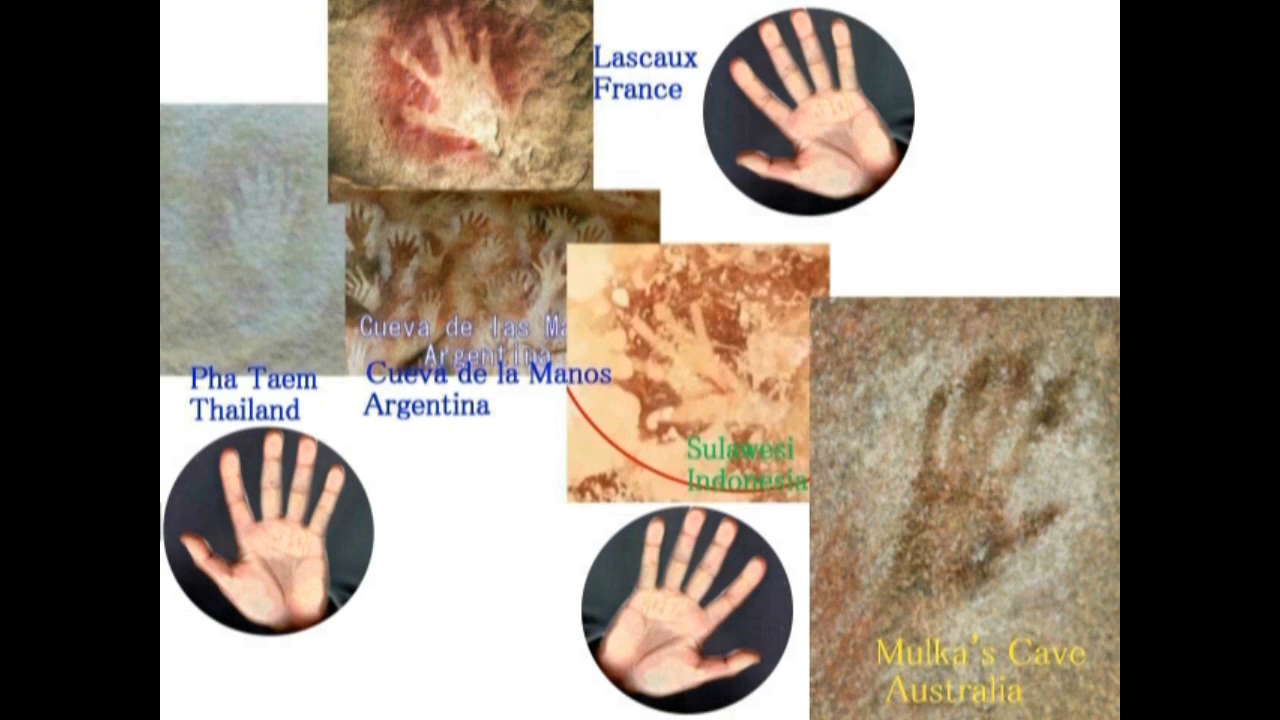 Lascaux
France
Cueva de las Ma
Argentina
Pha Taem
Thailand
Cueva de la Manos
Argentina
Sulawesi
Indonesia
Mulka's Cave
Australia